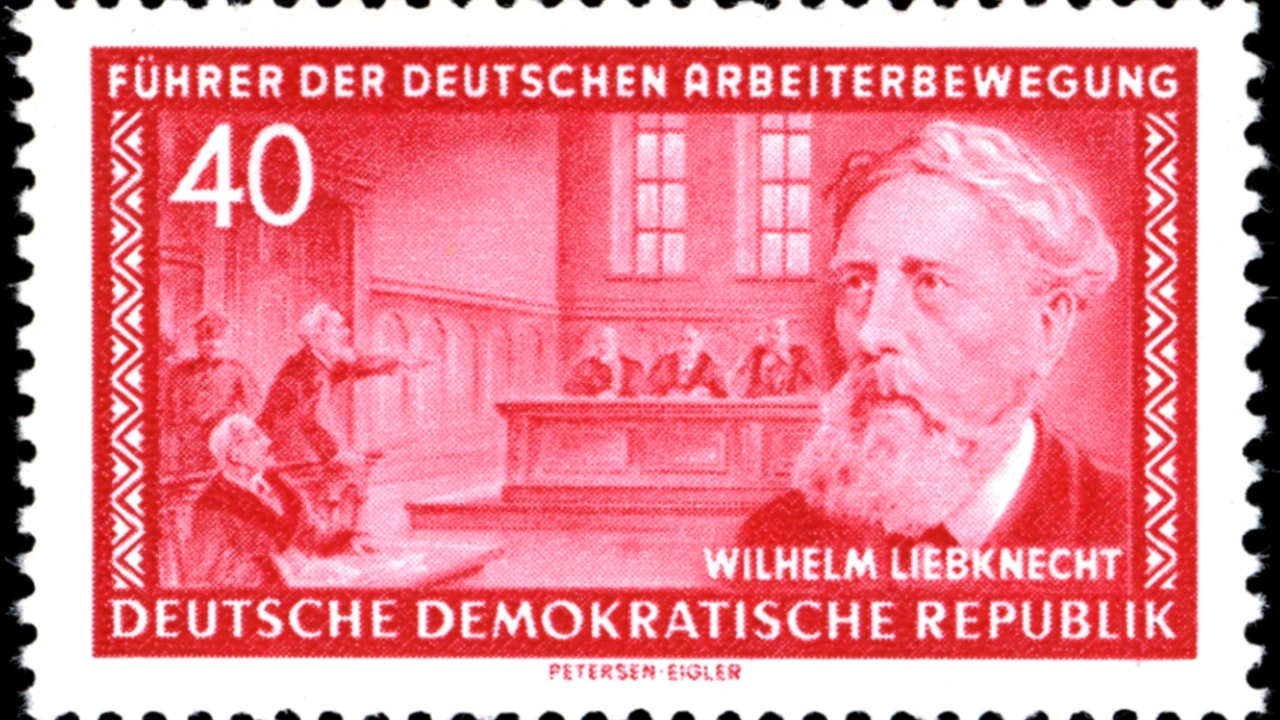 FÜHRER DER DEUTSCHEN ARBEITERBEWEGUNG
40
WILHELM LIEBKNECHT
DEUTSCHE DEMOKRATISCHE REPUBLIK
PETERSEN-EIGLER